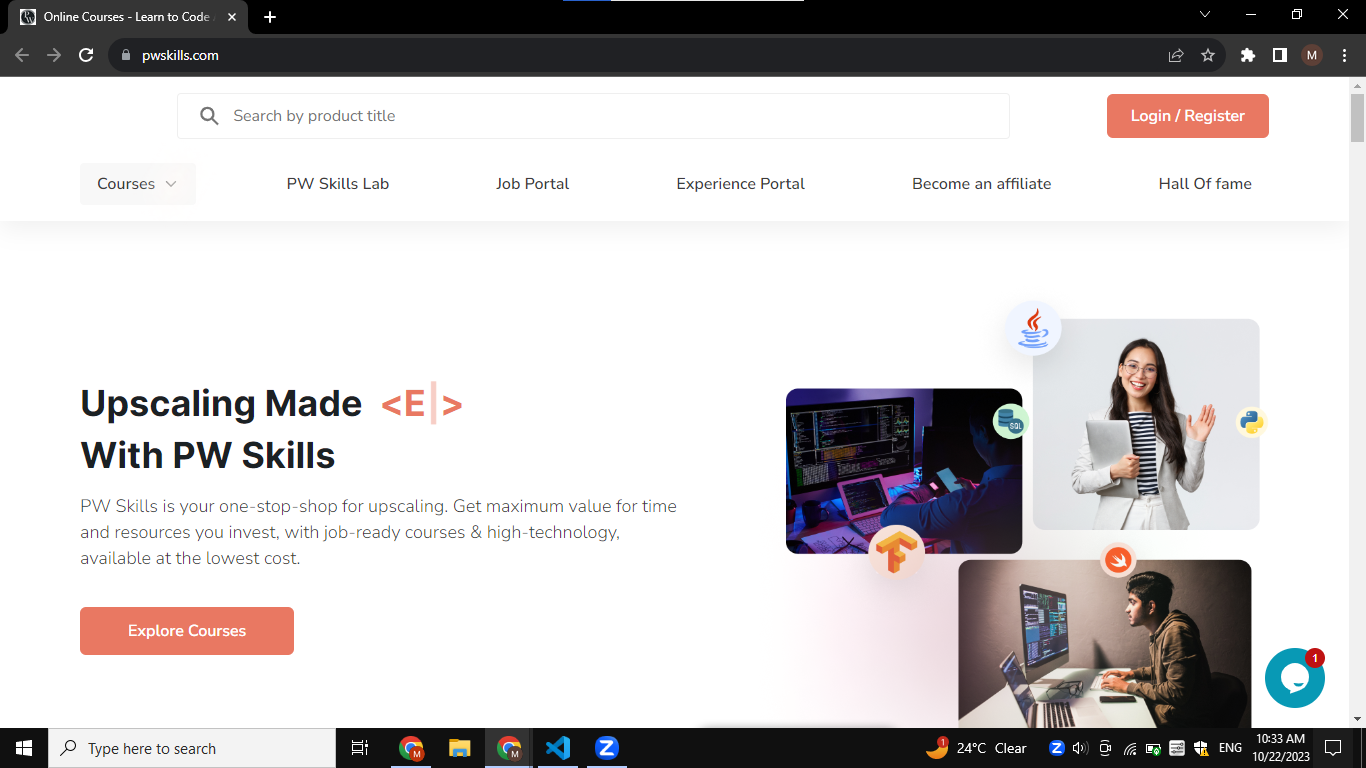 Online Courses - Learn to Code
pwskills.com
M
Search by product title
Login / Register
Courses
PW Skills Lab
Job Portal
Experience Portal
Become an affiliate
Hall Of fame
SQL
Upscaling Made <E|>
With PW Skills
PW Skills is your one-stop-shop for upscaling. Get maximum value for time
and resources you invest, with job-ready courses & high-technology,
available at the lowest cost.
Explore Courses
1
Type here to search
M
M
Z
1
24°C Clear
Z
ENG
10:33 AM
10/22/2023